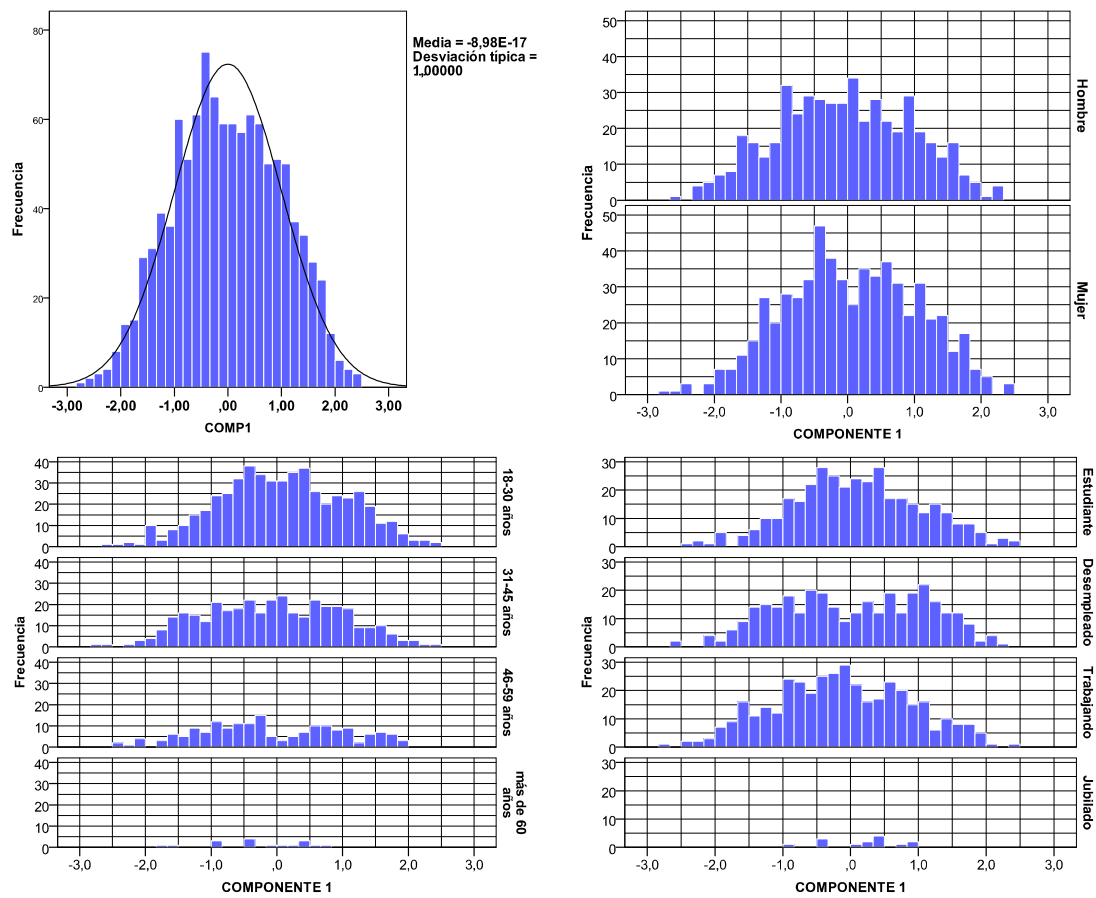 80
60
40
20
0
Frecuencia
-3,00 -2,00 -1,00 ,00 1,00 2,00 3,00
COMP1
Media = -8,98E-17
Desviación típica =
1,00000
50
40
30
20
10
0
Hombre
50
40
30
20
10
0
Mujer
Frecuencia
-3,0 -2,0 -1,0 ,0 1,0 2,0 3,0
COMPONENTE 1
40
30
20
10
0
18-30 años
40
30
20
10
0
31-45 años
40
30
20
10
0
46-59 años
40
30
20
10
0
más de 60
años
Frecuencia
-3,0 -2,0 -1,0 ,0 1,0 2,0 3,0
COMPONENTE 1
30
20
10
0
Estudiante
30
20
10
0
Desempleado
30
20
10
0
Trabajando
30
20
10
0
Jubilado
Frecuencia
-3,0 -2,0 -1,0 ,0 1,0 2,0 3,0
COMPONENTE 1